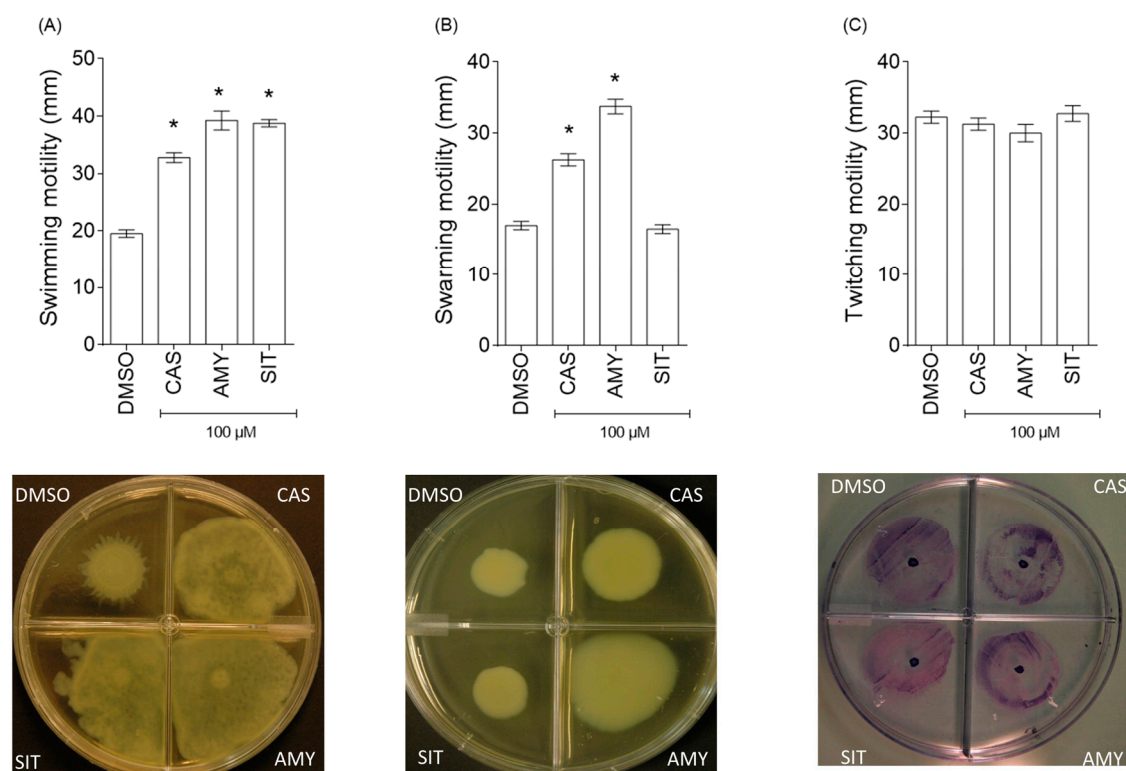 (A)
Swimming motility (mm)
50
40
30
20
10
0
*
*
*
DMSO
CAS
AMY
SIT
100 µM
(B)
Swarming motility (mm)
40
30
20
10
0
*
*
DMSO
CAS
AMY
SIT
100 µM
(C)
Twitching motility (mm)
40
30
20
10
0
DMSO
CAS
AMY
SIT
100 µM
DMSO
CAS
SIT
AMY
DMSO
CAS
SIT
AMY
DMSO
CAS
SIT
AMY